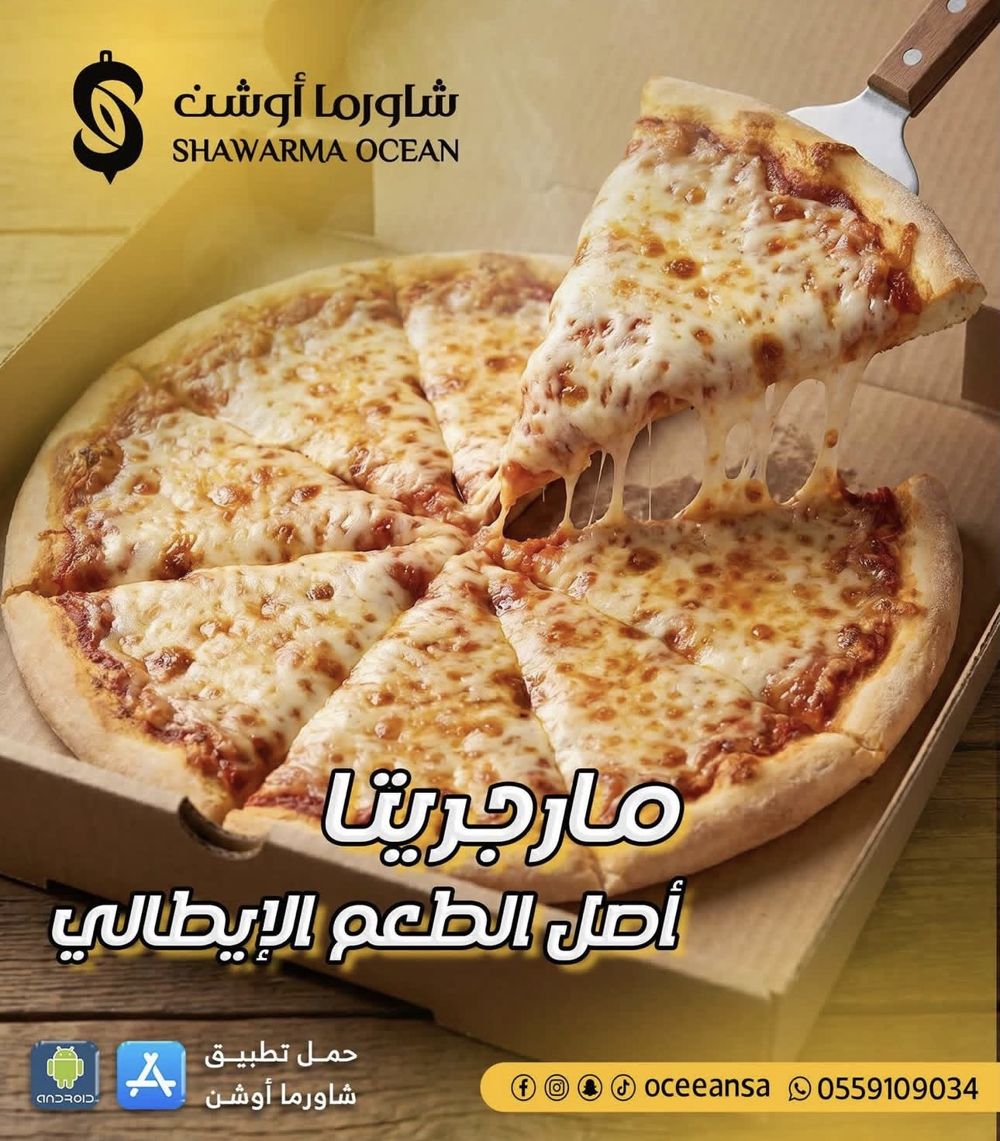 شاورما أوشن
SHAWARMA OCEAN
مارجريتا
أصل الطعم الإيطالي
حمل تطبيق
شاورما أوشن
ANDROID
oceeansa 0559109034